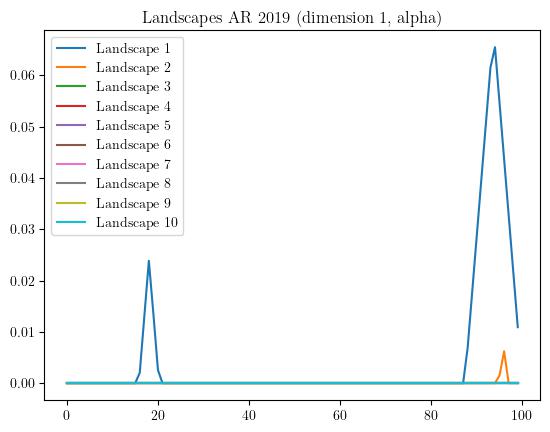 Landscapes AR 2019 (dimension 1, alpha)
Landscape 1
Landscape 2
Landscape 3
Landscape 4
Landscape 5
Landscape 6
Landscape 7
Landscape 8
Landscape 9
Landscape 10
0.06
0.05
0.04
0.03
0.02
0.01
0.00
0 20 40 60 80 100